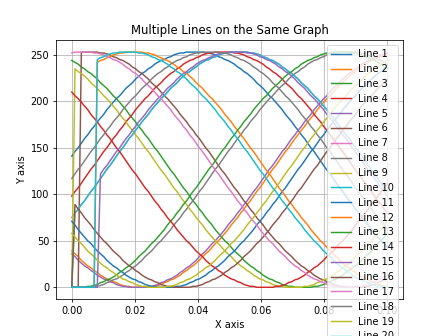 Multiple Lines on the Same Graph
Y axis
250
200
150
100
50
0
0.00
0.02
0.04
0.06
X axis
Line 1
Line 2
Line 3
Line 4
Line 5
Line 6
Line 7
Line 8
Line 9
Line 10
Line 11
Line 12
Line 13
Line 14
Line 15
Line 16
Line 17
Line 18
Line 19